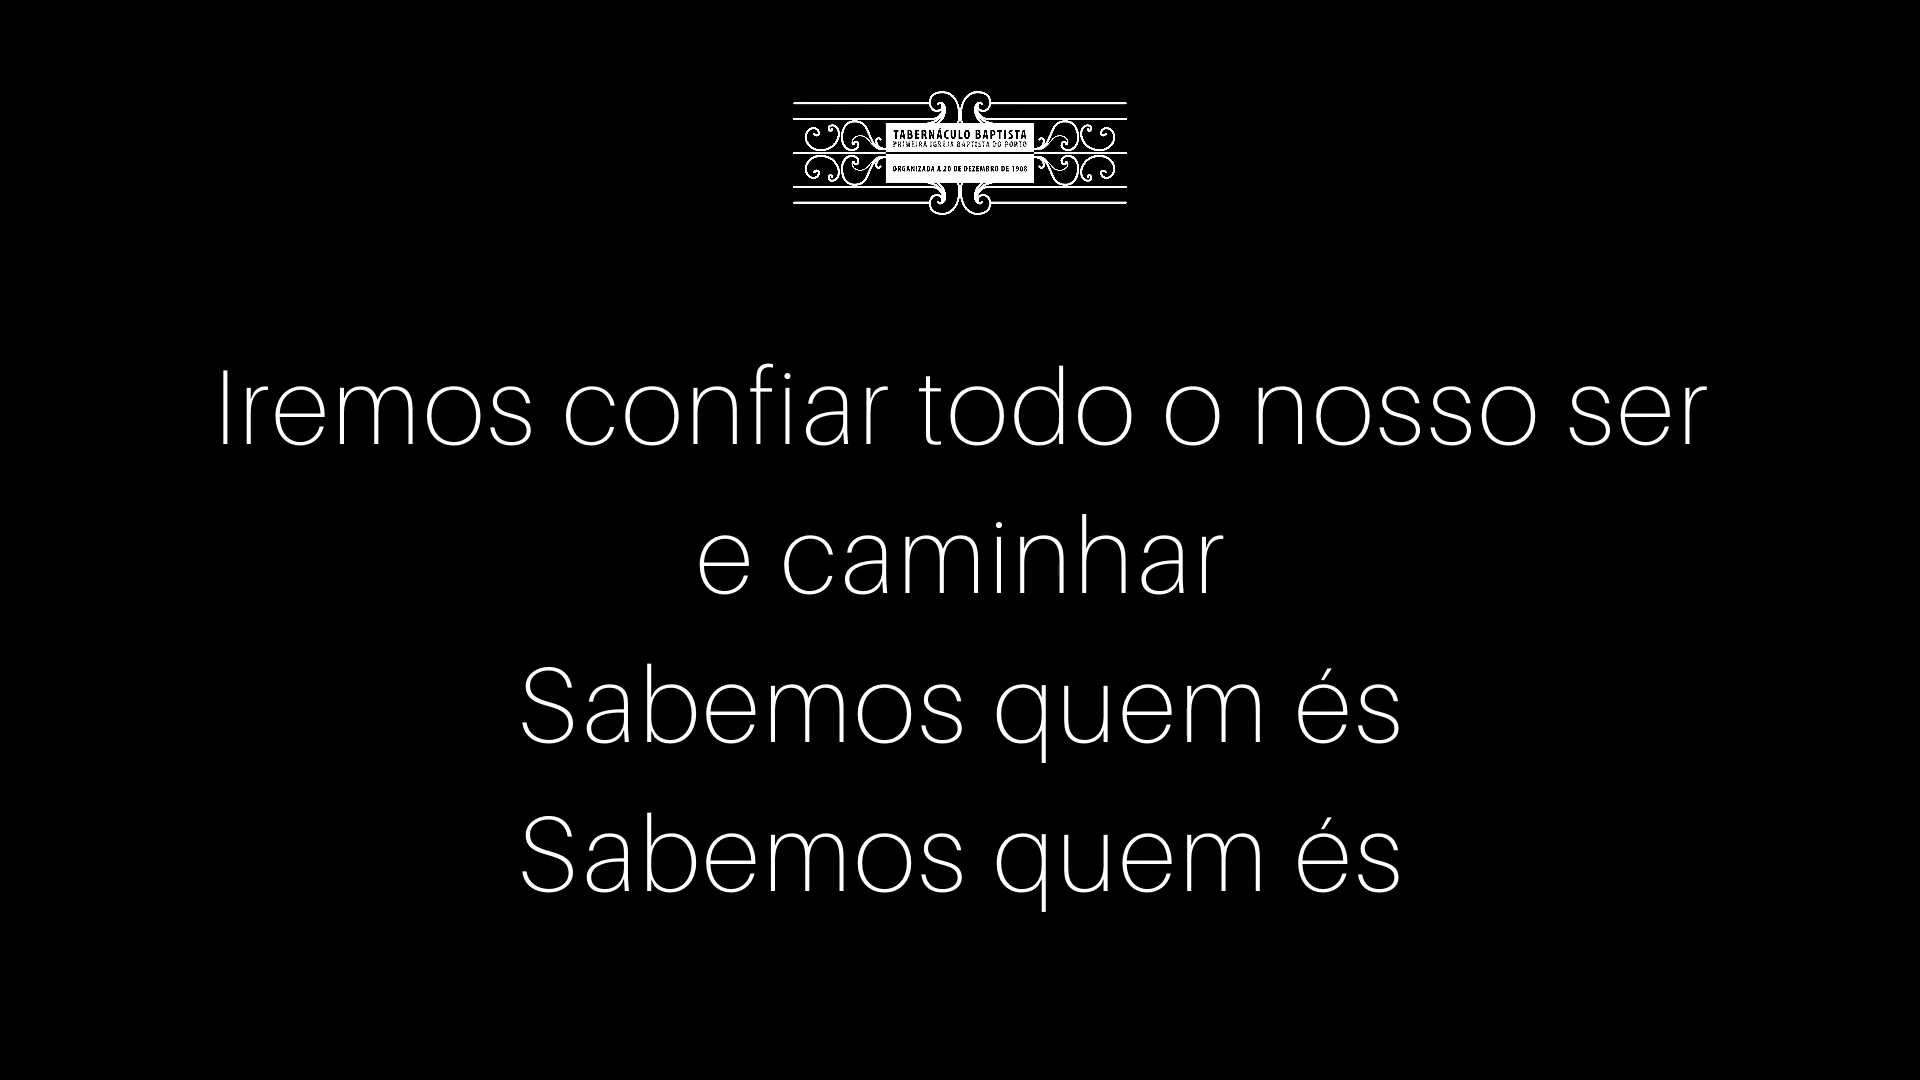 TABERNÁCULO BAPTISTA
PRIMEIRA IGREJA BAPTISTA DO PORTO
ORGANIZADA A 20 DE DEZEMBRO DE 1908
Iremos confiar todo o nosso ser
e caminhar
Sabemos quem és
Sabemos quem és